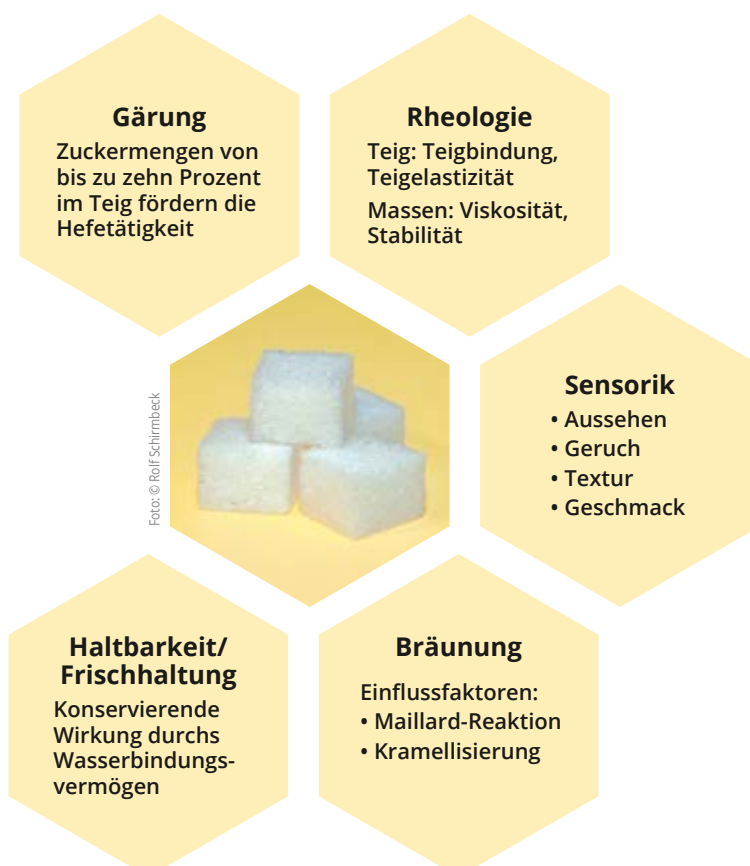 Gärung
Zuckermengen von
bis zu zehn Prozent
im Teig fördern die
Hefetätigkeit
Rheologie
Teig: Teigbindung,
Teigelastizität
Massen: Viskosität,
Stabilität
Foto: © Rolf Schirmbeck
Sensorik
• Aussehen
• Geruch
• Textur
• Geschmack
Haltbarkeit/
Frischhaltung
Konservierende
Wirkung durchs
Wasserbindungs-
vermögen
Bräunung
Einflussfaktoren:
• Maillard-Reaktion
• Kramellisierung